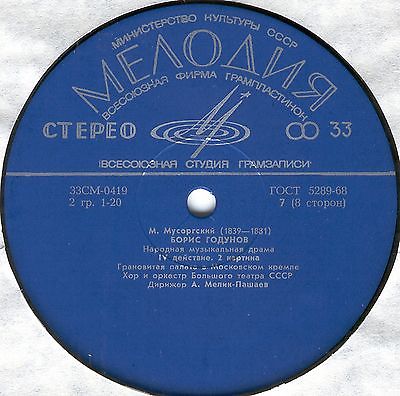 МИНИСТЕРСТВО КУЛЬТУРЫ СССР
МЕЛОДИЯ
ВСЕСОЮЗНАЯ ФИРМА ГРАМПЛАСТИНОК
СТЕРЕО 33
ВСЕСОЮЗНАЯ СТУДИЯ ГРАМЗАПИСИ
33СМ-0419 ГОСТ 5289-68
2 гр. 1-20 7 (8 сторон)
М. Мусоргский (1839—1881)
БОРИС ГОДУНОВ
Народная музыкальная драма
IV действие. 2 картина
Грановитая палата в Московском кремле
Хор и оркестр Большого театра СССР
Дирижер А. Мелик-Пашаев